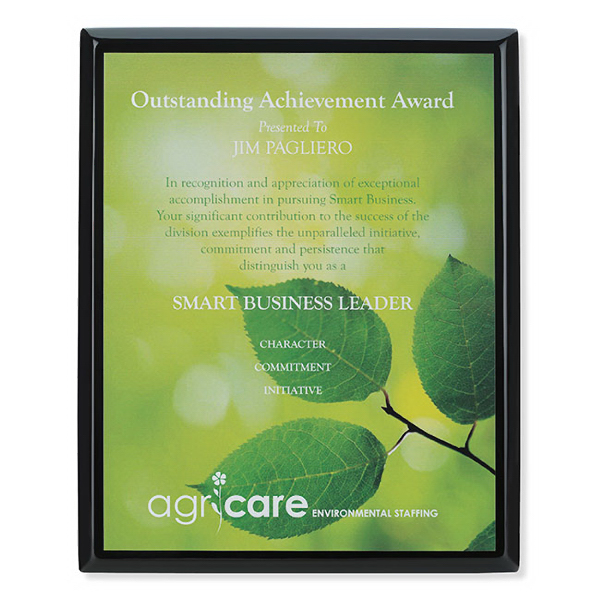 Outstanding Achievement Award
Presented To
JIM PAGLIERO
In recognition and appreciation of exceptional
accomplishment in pursuing Smart Business.
Your significant contribution to the success of the
division exemplifies the unparalleled initiative,
commitment and persistence that
distinguish you as a
SMART BUSINESS LEADER
CHARACTER
COMMITMENT
INITIATIVE
agricare ENVIRONMENTAL STAFFING